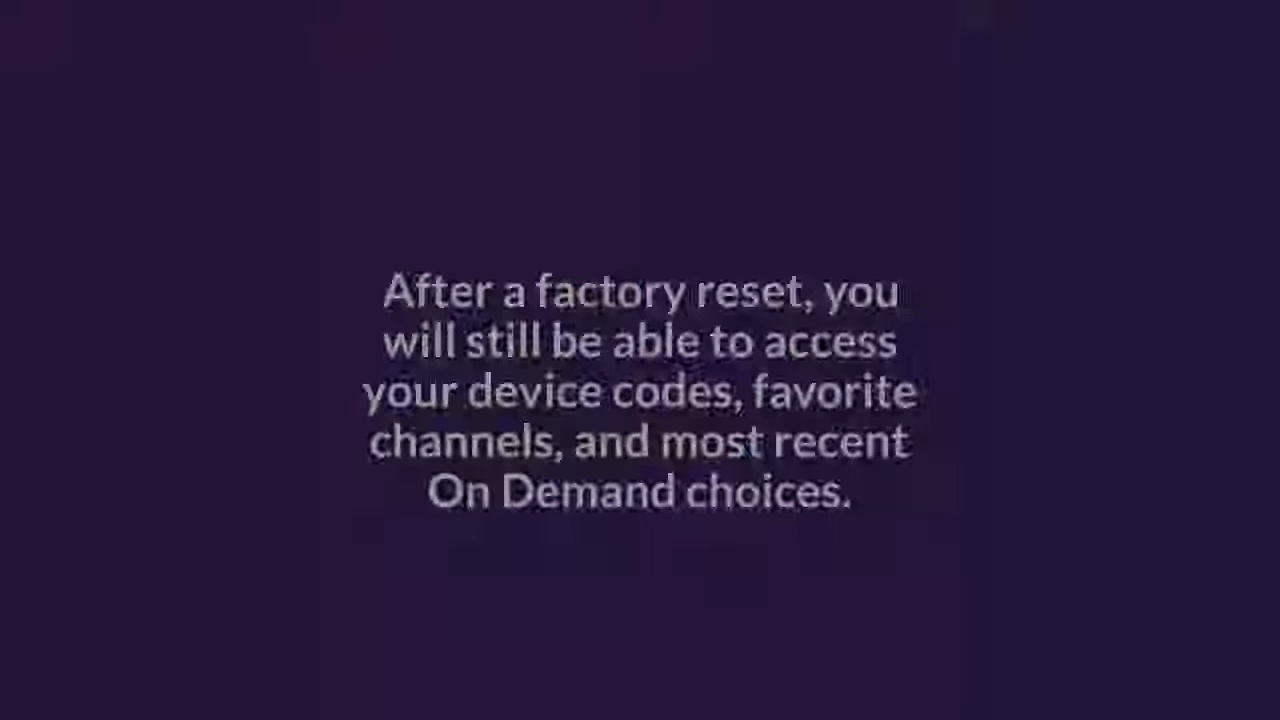 After a factory reset, you
will still be able to access
your device codes, favorite
channels, and most recent
On Demand choices.